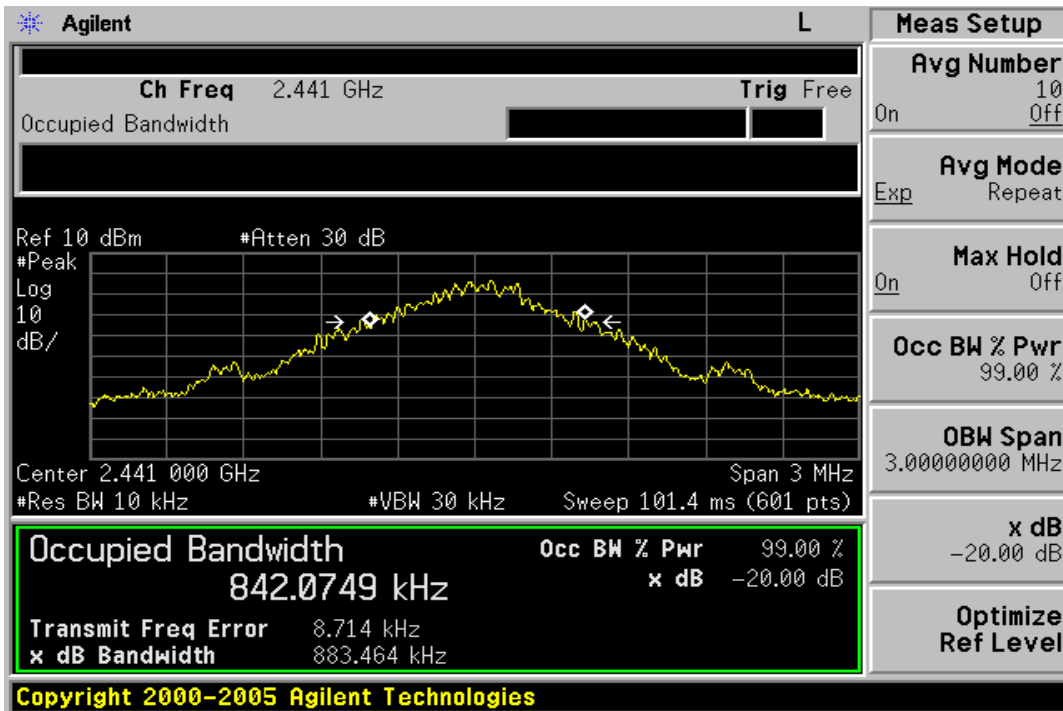 Agilent
L
Meas Setup
Ch Freq 2.441 GHz
Trig Free
Occupied Bandwidth
Avg Number
10
On Off
Avg Mode
Exp Repeat
Max Hold
On Off
Occ BW % Pwr
99.00 %
OBW Span
3.00000000 MHz
x dB
-20.00 dB
Optimize
Ref Level
Ref 10 dBm #Atten 30 dB
#Peak
Log
10
dB/
Center 2.441 000 GHz Span 3 MHz
#Res BW 10 kHz #VBW 30 kHz Sweep 101.4 ms (601 pts)
Occupied Bandwidth
842.0749 kHz
Occ BW % Pwr 99.00 %
x dB -20.00 dB
Transmit Freq Error 8.714 kHz
x dB Bandwidth 883.464 kHz
Copyright 2000-2005 Agilent Technologies